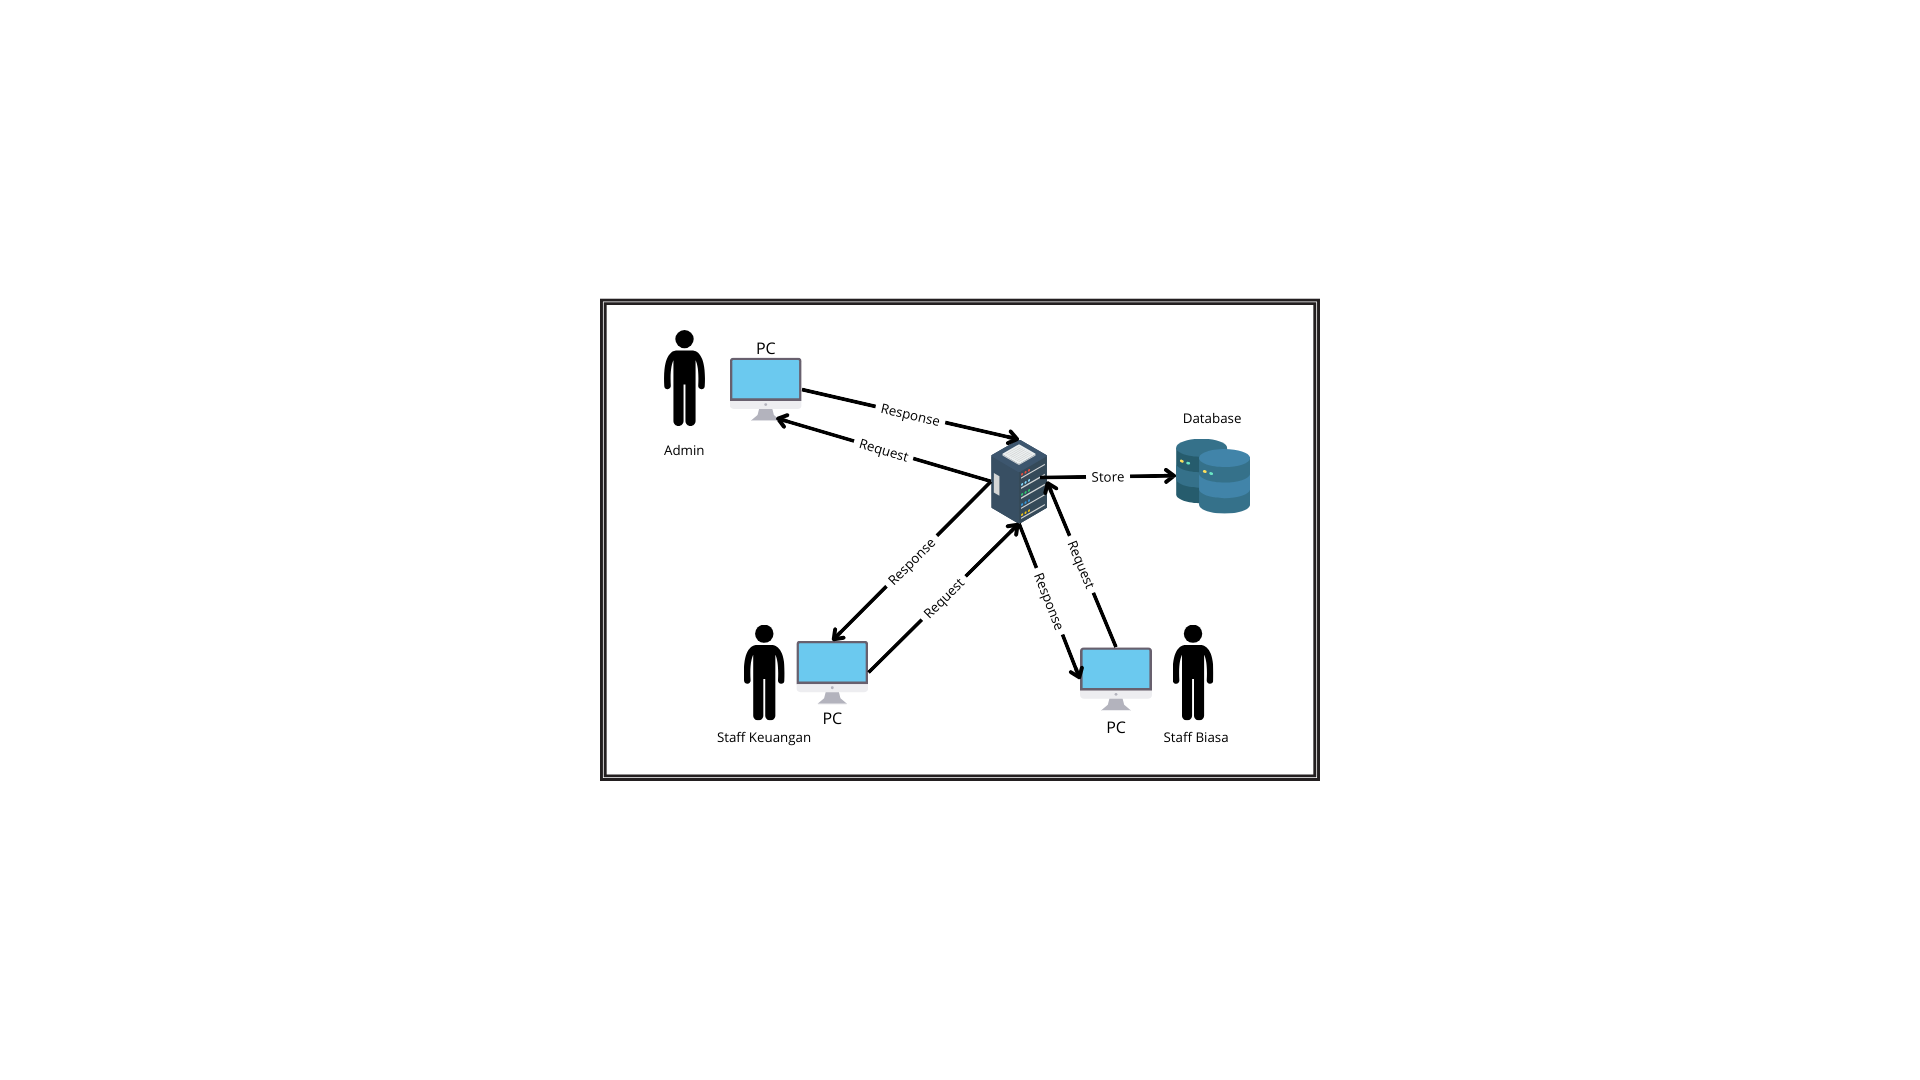 PC
Admin
Response
Request
Database
Store
Response
Request
Request
Response
PC
Staff Keuangan
PC
Staff Biasa